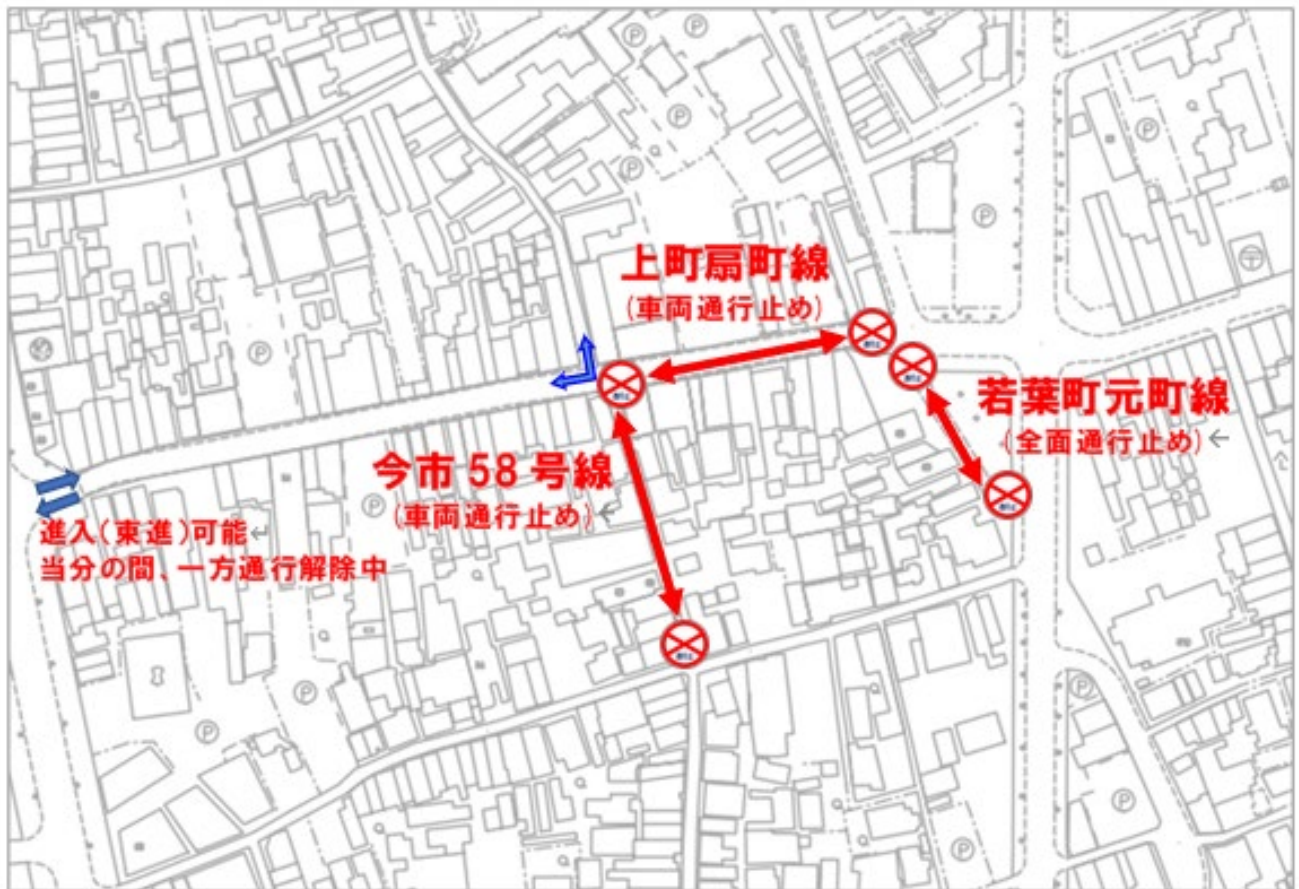 上町扇町線
(車両通行止め)
若葉町元町線
(全面通行止め)
今市58号線
(車両通行止め)
進入(東進)可能
当分の間、一方通行解除中